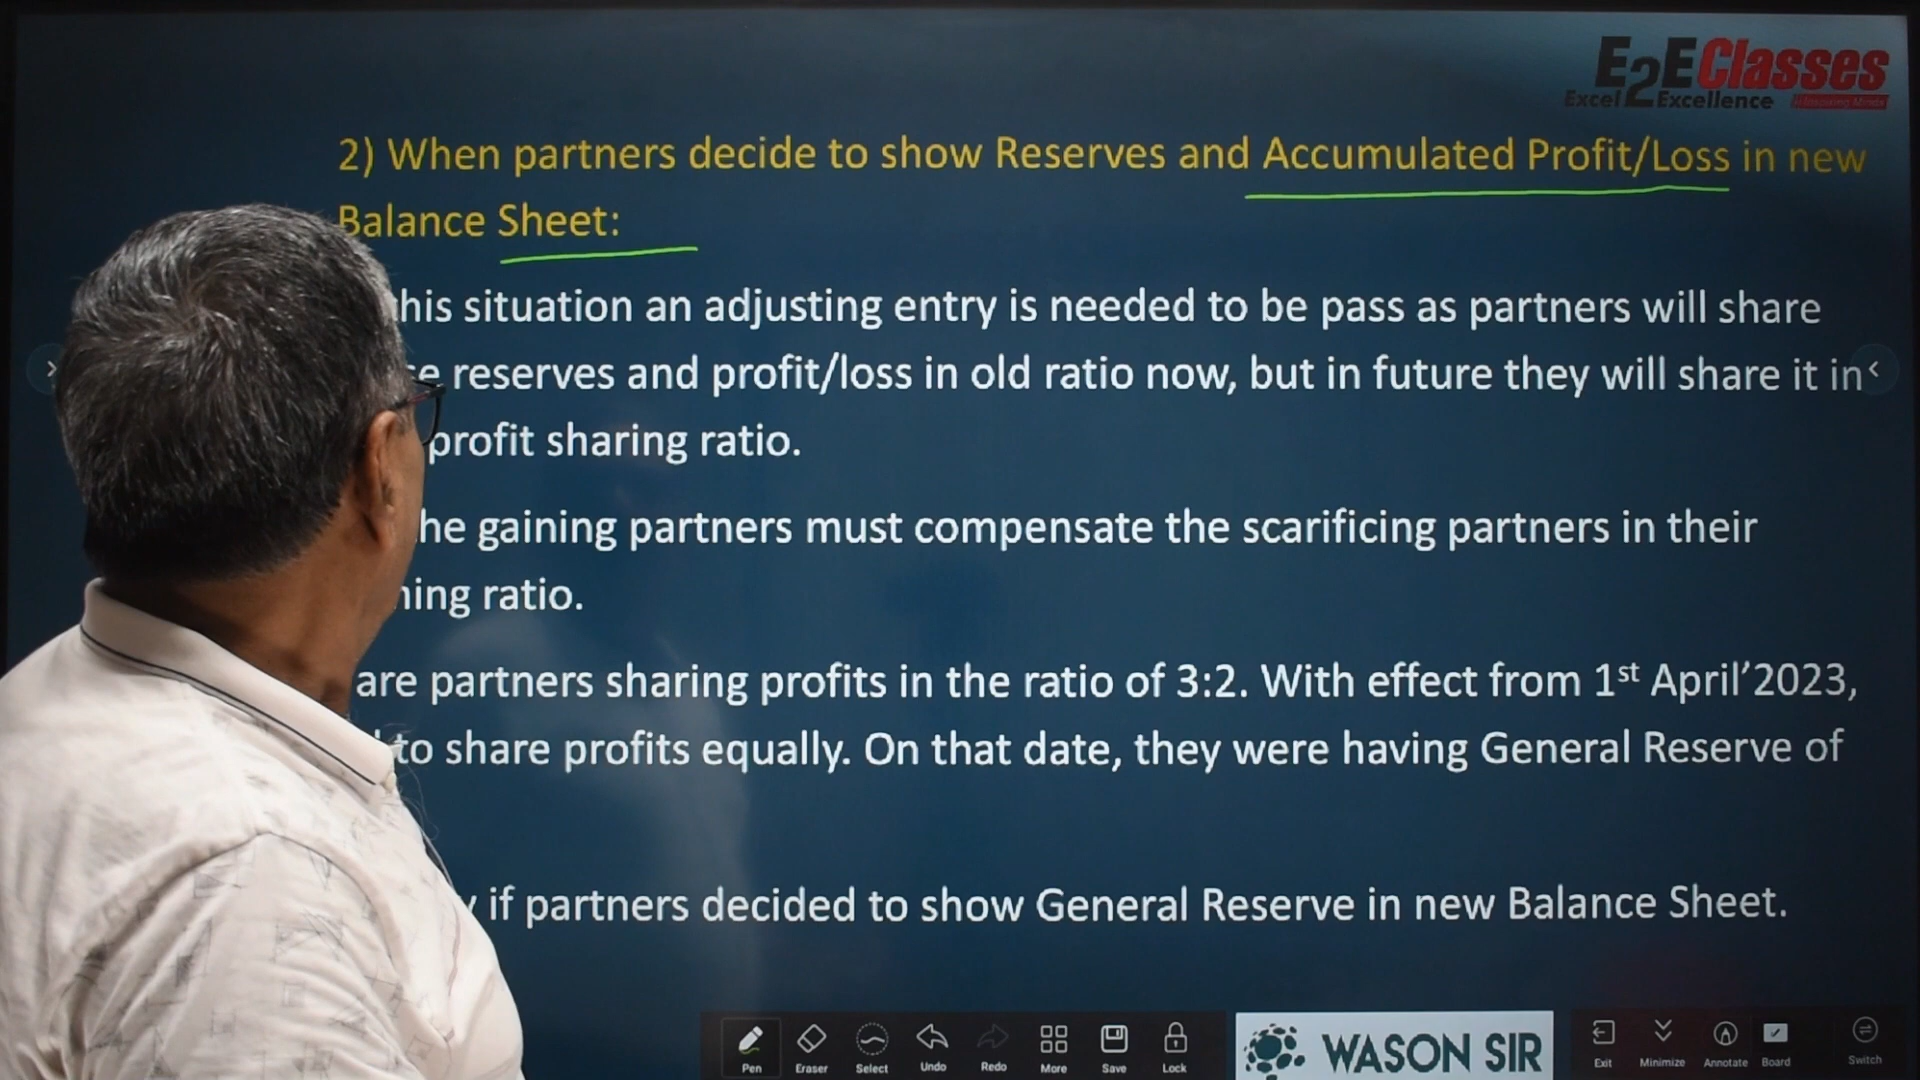 E2EClasses
Excel 2 Excellence
2) When partners decide to show Reserves and Accumulated Profit/Loss in new
Balance Sheet:
this situation an adjusting entry is needed to be pass as partners will share
reserves and profit/loss in old ratio now, but in future they will share it in
profit sharing ratio.
the gaining partners must compensate the scarificing partners in their
ratio.
are partners sharing profits in the ratio of 3:2. With effect from 1st April’2023,
to share profits equally. On that date, they were having General Reserve of
if partners decided to show General Reserve in new Balance Sheet.
Pen Eraser Select Undo Redo More Save Lock
WASON SIR
Exit Minimize Annotate Board Switch